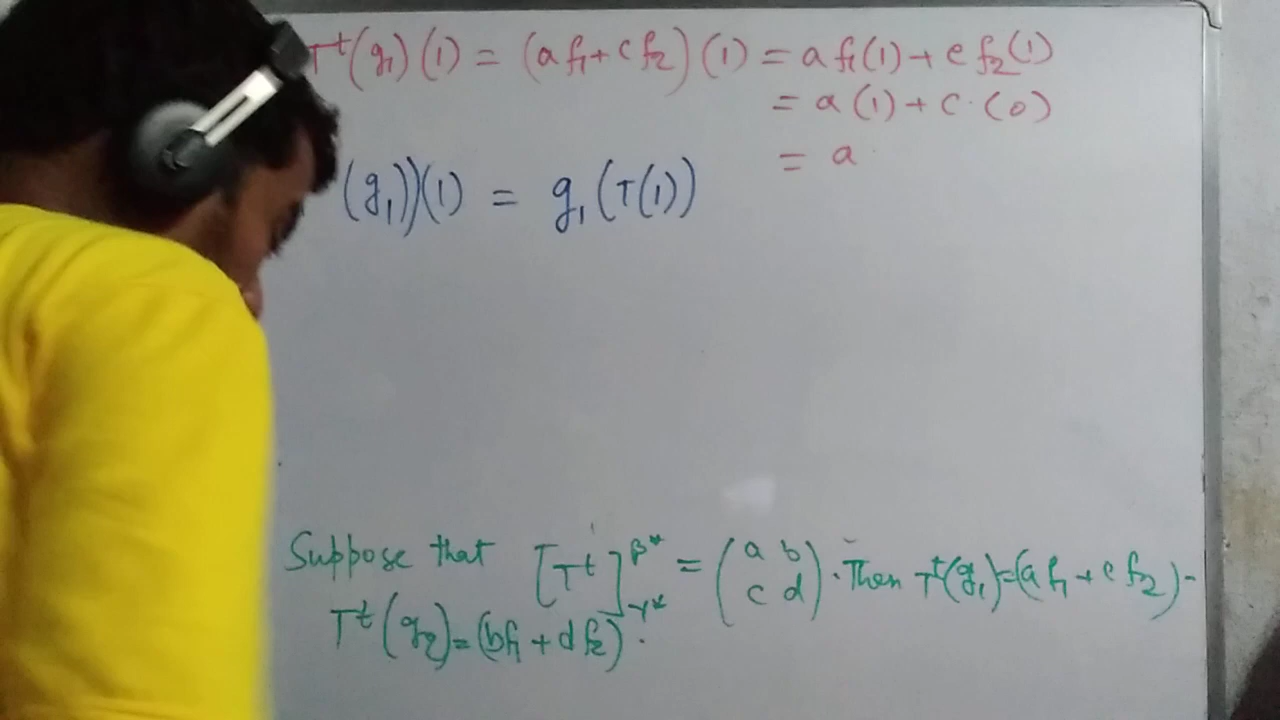 T^t(g₁)(1) = (af₁+cf₂)(1) = af₁(1)+cf₂(1)
= a(1)+c·(0)
= a
(g₁))(1) = g₁(T(1))
Suppose that [T^t]_γ*^β* = (a b
c d). Then T^t(g₁)=(af₁+cf₂)-
T^t(g₂)=(bf₁+df₂).